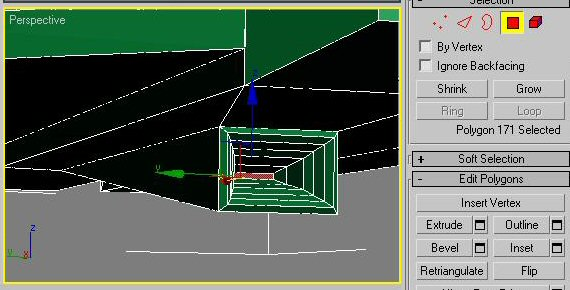 Perspective
y
z
y
x
Selection
By Vertex
Ignore Backfacing
Shrink
Grow
Ring
Loop
Polygon 171 Selected
+ Soft Selection
- Edit Polygons
Insert Vertex
Extrude
Outline
Bevel
Inset
Retriangulate
Flip